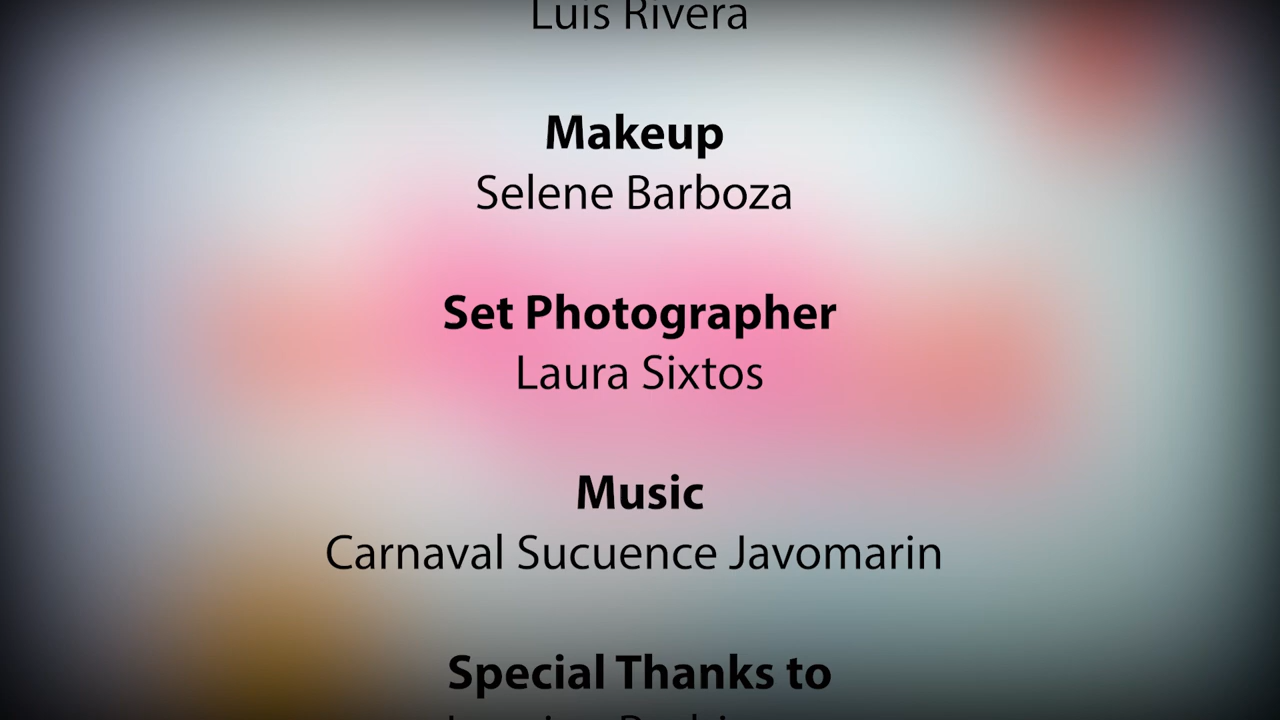 Luis Rivera
Makeup
Selene Barboza
Set Photographer
Laura Sixtos
Music
Carnaval Sucuence Javomarin
Special Thanks to